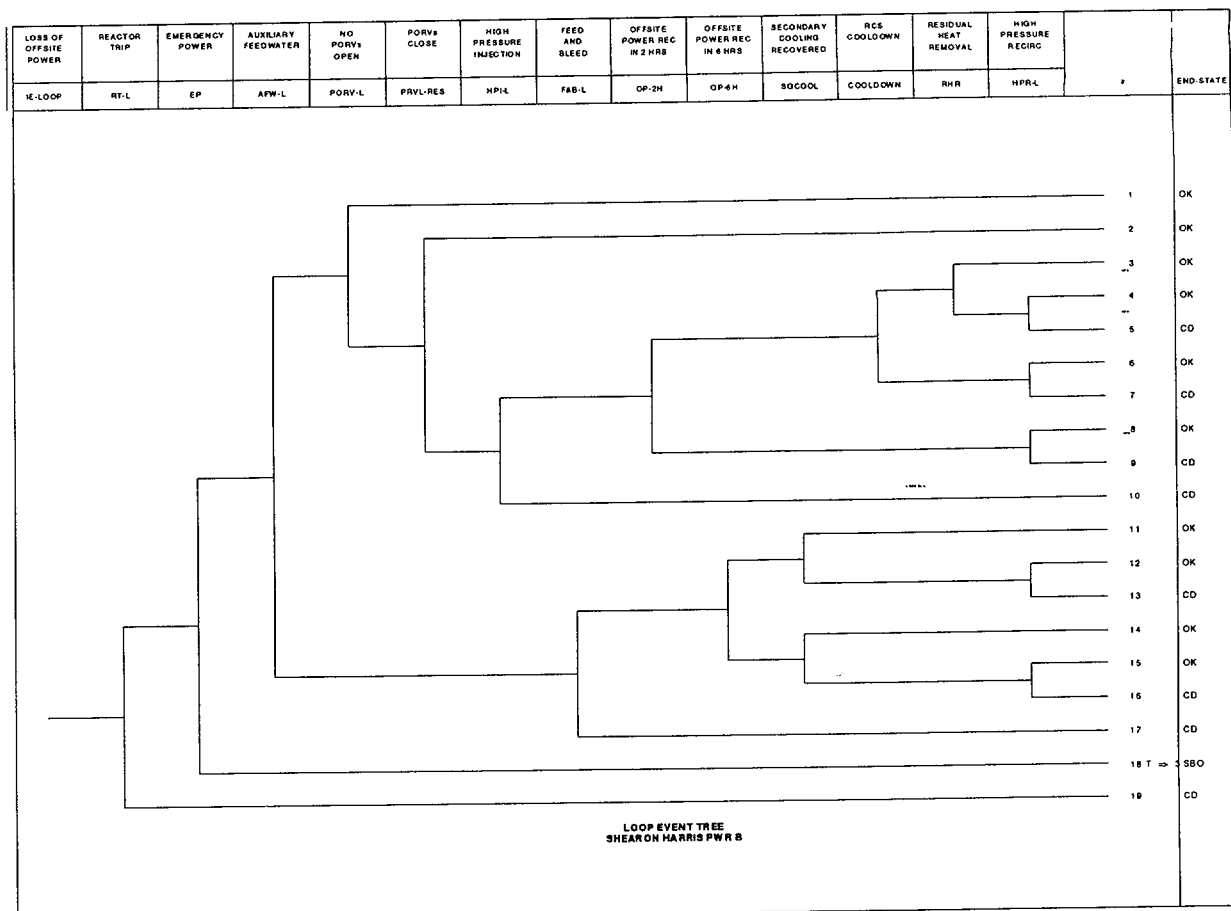 LOSS OF
OFFSITE
POWER
REACTOR
TRIP
EMERGENCY
POWER
AUXILIARY
FEEDWATER
NO
PORVs
OPEN
PORVs
CLOSE
HIGH
PRESSURE
INJECTION
FEED
AND
BLEED
OFFSITE
POWER REC
IN 2 HRS
OFFSITE
POWER REC
IN 6 HRS
SECONDARY
COOLING
RECOVERED
RCS
COOLDOWN
RESIDUAL
HEAT
REMOVAL
HIGH
PRESSURE
RECIRC
IE-LOOP
RT-L
EP
AFW-L
PORV-L
PRVL-RES
HPI-L
F&B-L
OP-2H
OP-6H
SGCOOL
COOLDOWN
RHR
HPR-L
#
END-STATE
1 OK
2 OK
3 OK
4 OK
5 CD
6 OK
7 CD
8 OK
9 CD
10 CD
11 OK
12 OK
13 CD
14 OK
15 OK
16 CD
17 CD
18 T => 3 SBO
19 CD
LOOP EVENT TREE
SHEARON HARRIS PWR B